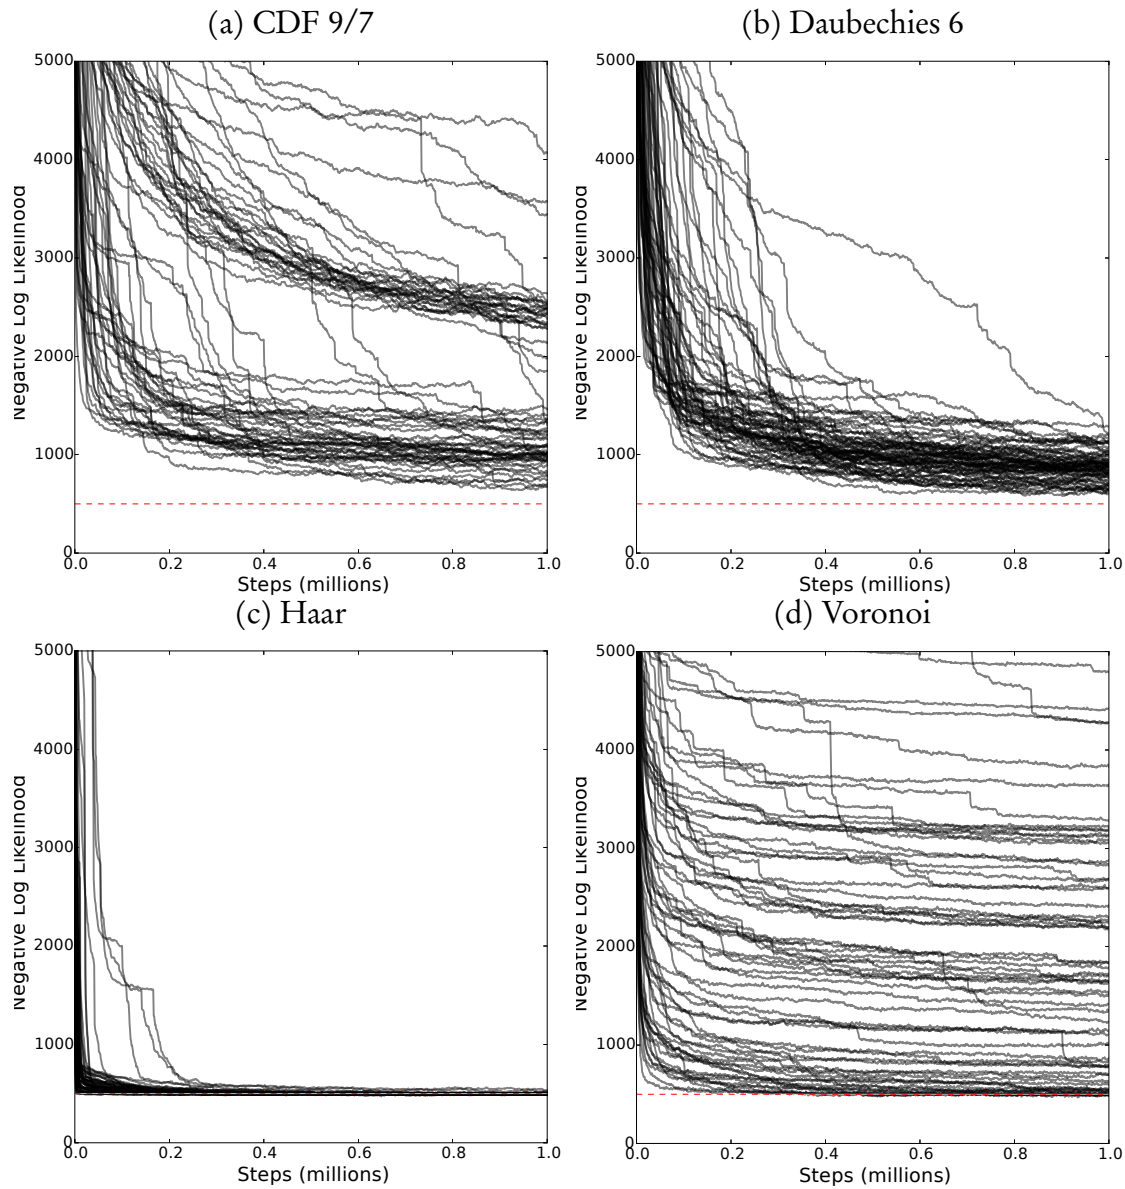 (a) CDF 9/7
5000
4000
3000
2000
1000
0
Negative Log Likelihood
0.0 0.2 0.4 0.6 0.8 1.0
Steps (millions)
(b) Daubechies 6
5000
4000
3000
2000
1000
0
Negative Log Likelihood
0.0 0.2 0.4 0.6 0.8 1.0
Steps (millions)
(c) Haar
5000
4000
3000
2000
1000
0
Negative Log Likelihood
0.0 0.2 0.4 0.6 0.8 1.0
Steps (millions)
(d) Voronoi
5000
4000
3000
2000
1000
0
Negative Log Likelihood
0.0 0.2 0.4 0.6 0.8 1.0
Steps (millions)